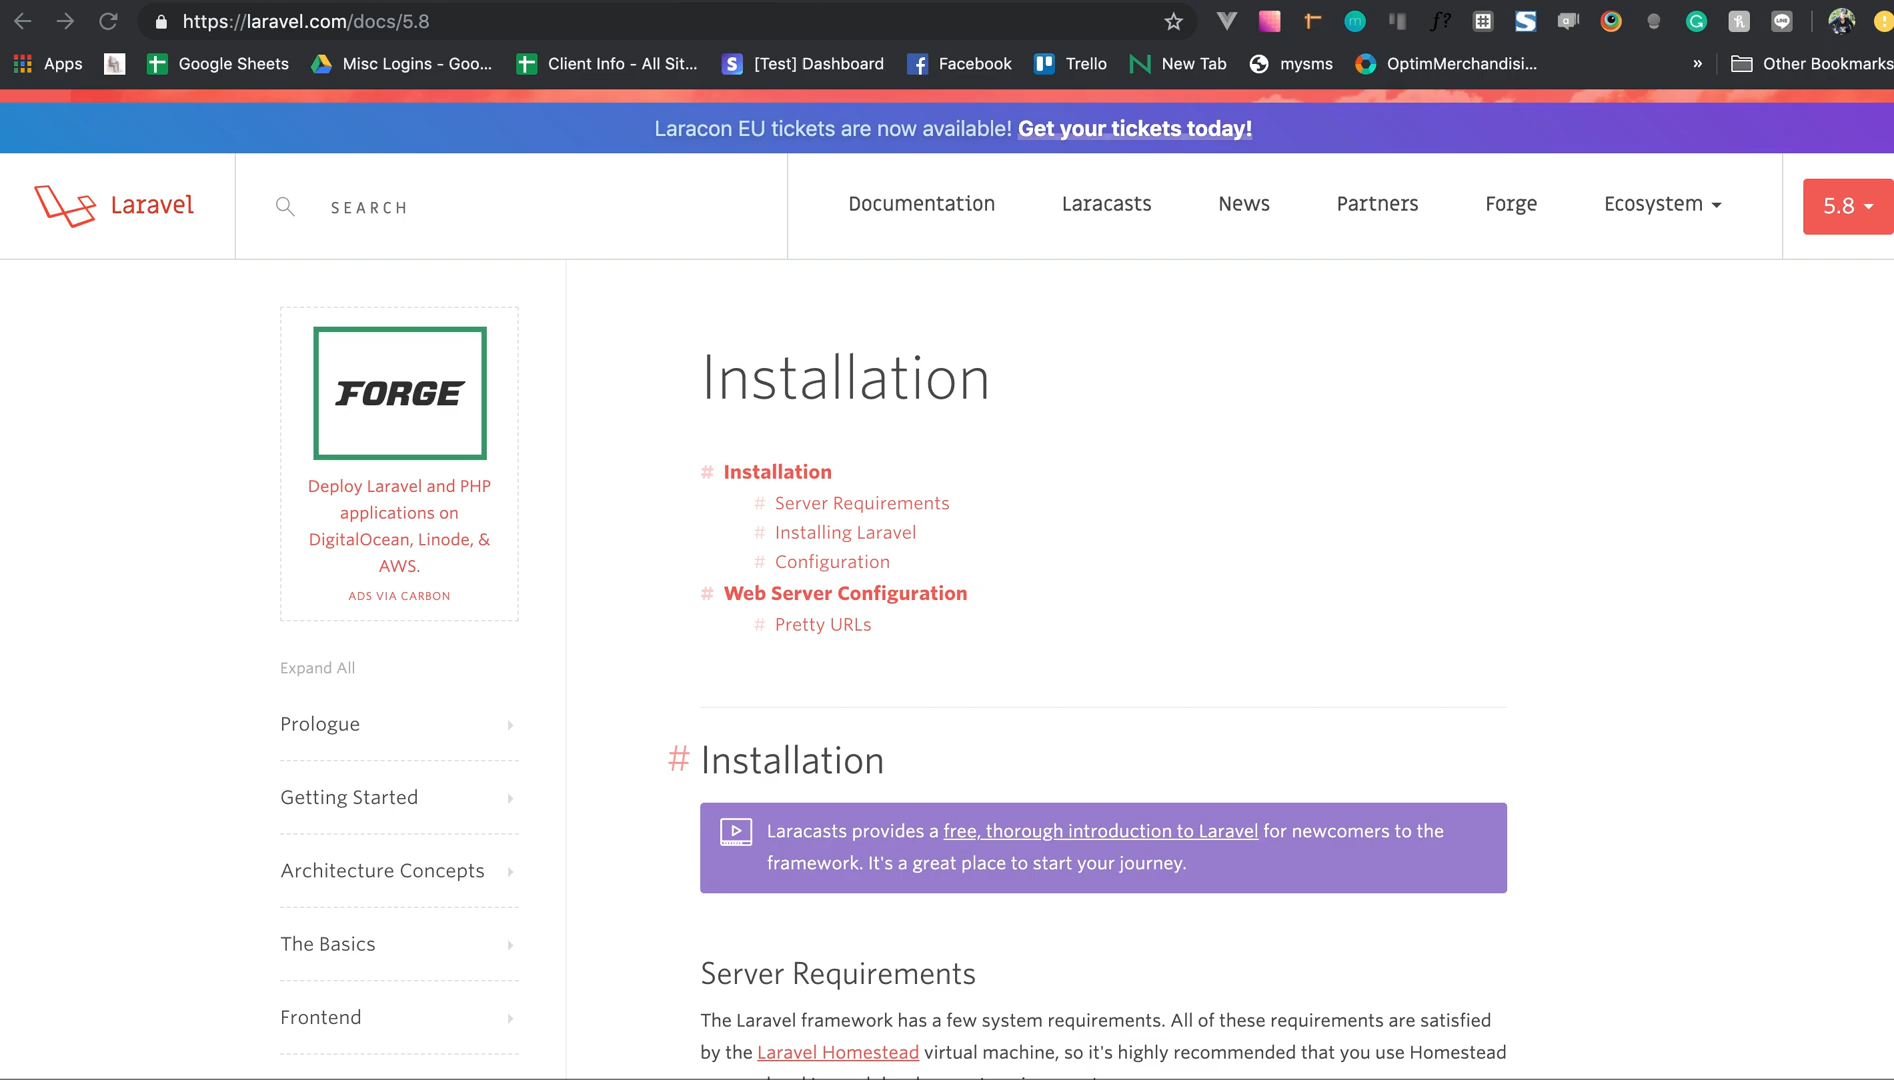 https://laravel.com/docs/5.8
Apps
Google Sheets
Misc Logins - Goo...
Client Info - All Sit...
[Test] Dashboard
Facebook
Trello
New Tab
mysms
OptimMerchandisi...
»
Other Bookmarks
Laracon EU tickets are now available! Get your tickets today!
Laravel
SEARCH
Documentation
Laracasts
News
Partners
Forge
Ecosystem
5.8
FORGE
Deploy Laravel and PHP
applications on
DigitalOcean, Linode, &
AWS.
ADS VIA CARBON
Expand All
Prologue
Getting Started
Architecture Concepts
The Basics
Frontend
Installation
# Installation
# Server Requirements
# Installing Laravel
# Configuration
# Web Server Configuration
# Pretty URLs
# Installation
Laracasts provides a free, thorough introduction to Laravel for newcomers to the
framework. It's a great place to start your journey.
Server Requirements
The Laravel framework has a few system requirements. All of these requirements are satisfied
by the Laravel Homestead virtual machine, so it's highly recommended that you use Homestead